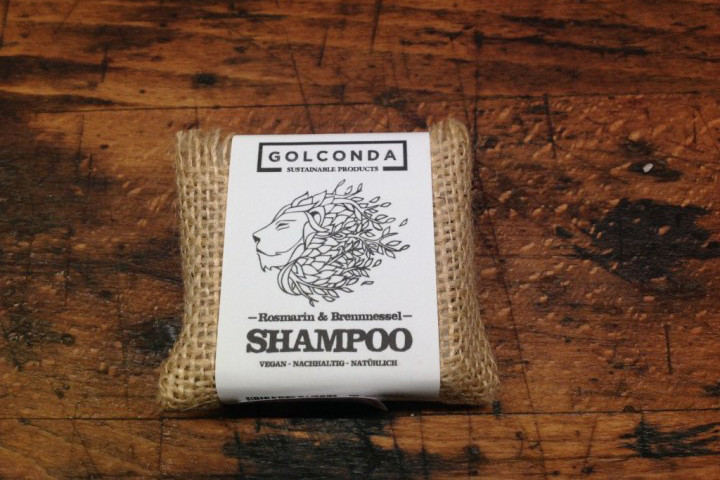 GOLCONDA
SUSTAINABLE PRODUCTS
Rosmarin & Brennnessel
SHAMPOO
VEGAN - NACHHALTIG - NATÜRLICH